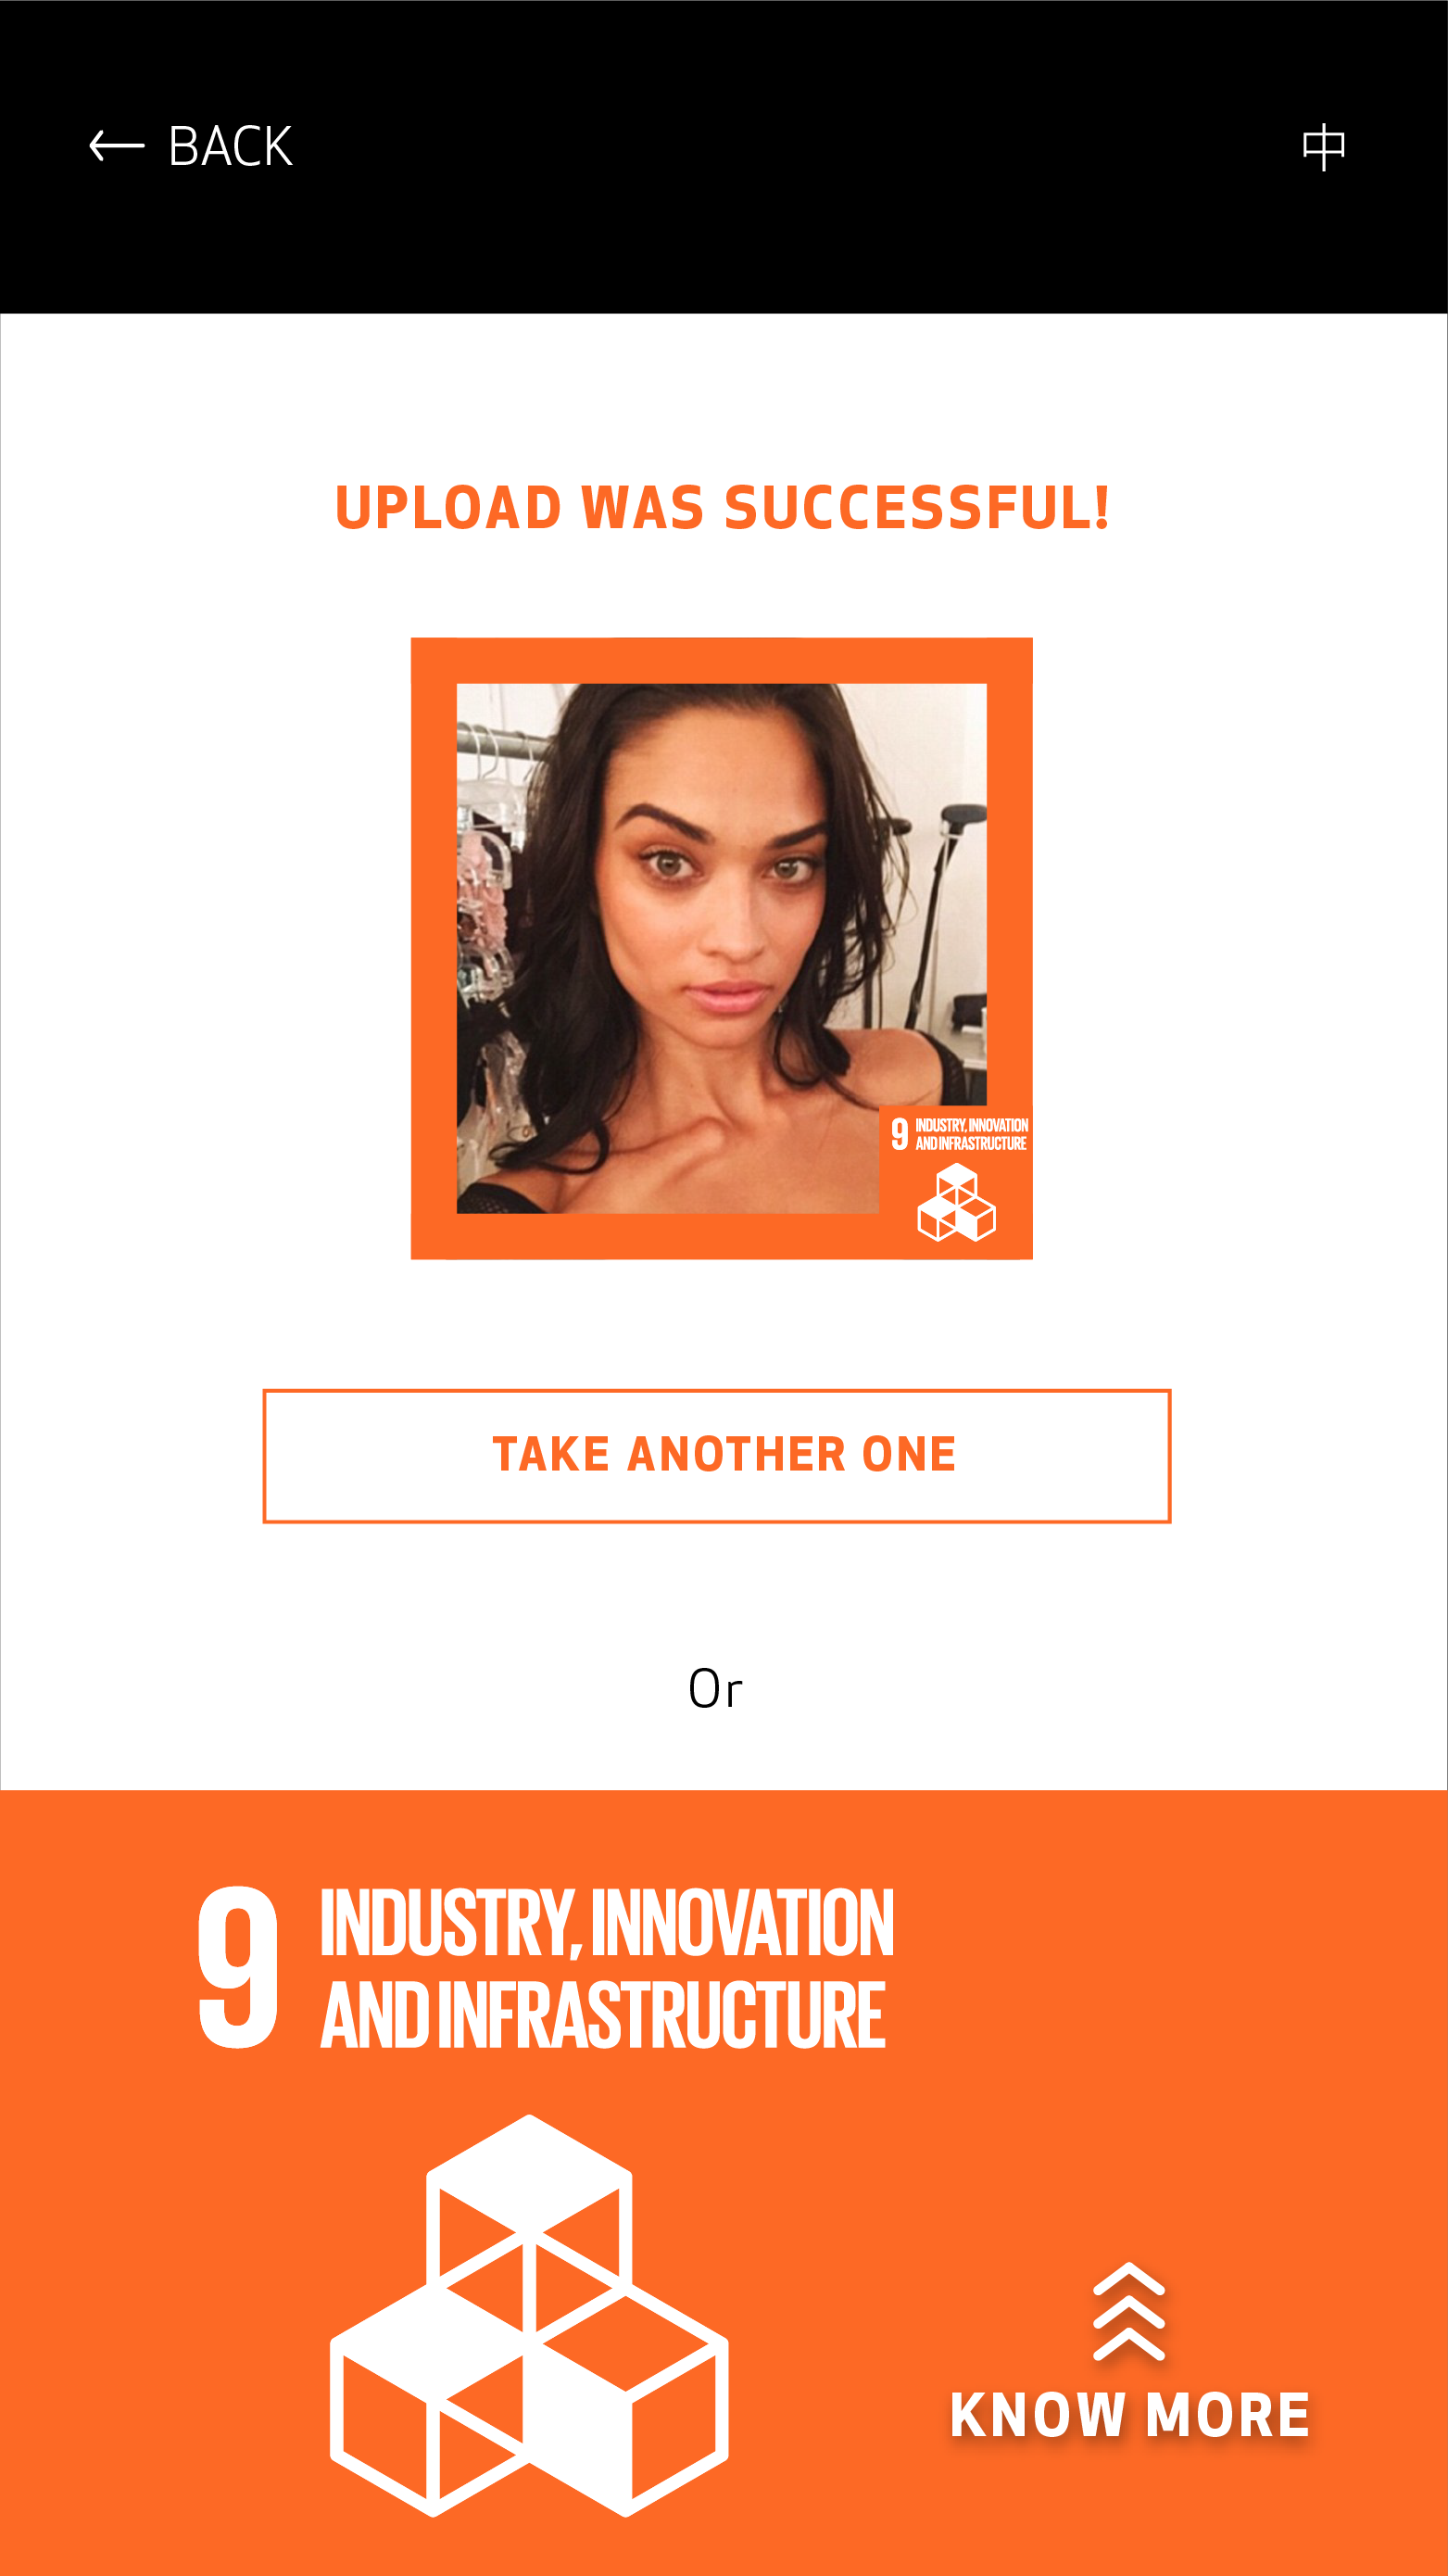 BACK
中
UPLOAD WAS SUCCESSFUL!
9 INDUSTRY, INNOVATION
AND INFRASTRUCTURE
TAKE ANOTHER ONE
Or
9 INDUSTRY, INNOVATION
AND INFRASTRUCTURE
KNOW MORE